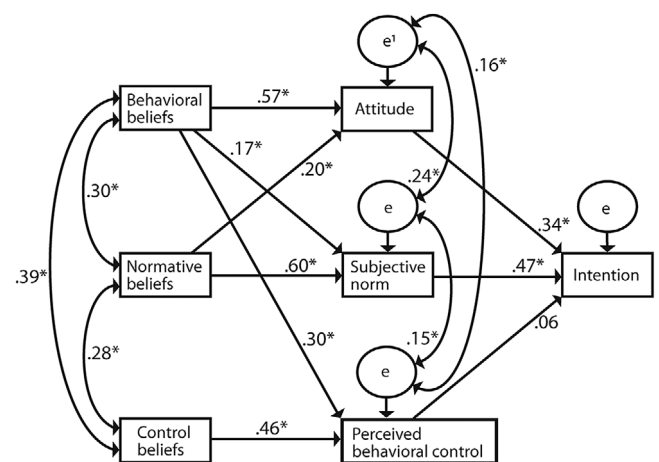 e¹
.16*
Behavioral
beliefs
.57*
Attitude
.17*
.20*
.30*
.24*
e
e
.34*
.39*
Normative
beliefs
.60*
Subjective
norm
.47*
Intention
.28*
.30*
.15*
.06
e
Control
beliefs
.46*
Perceived
behavioral control